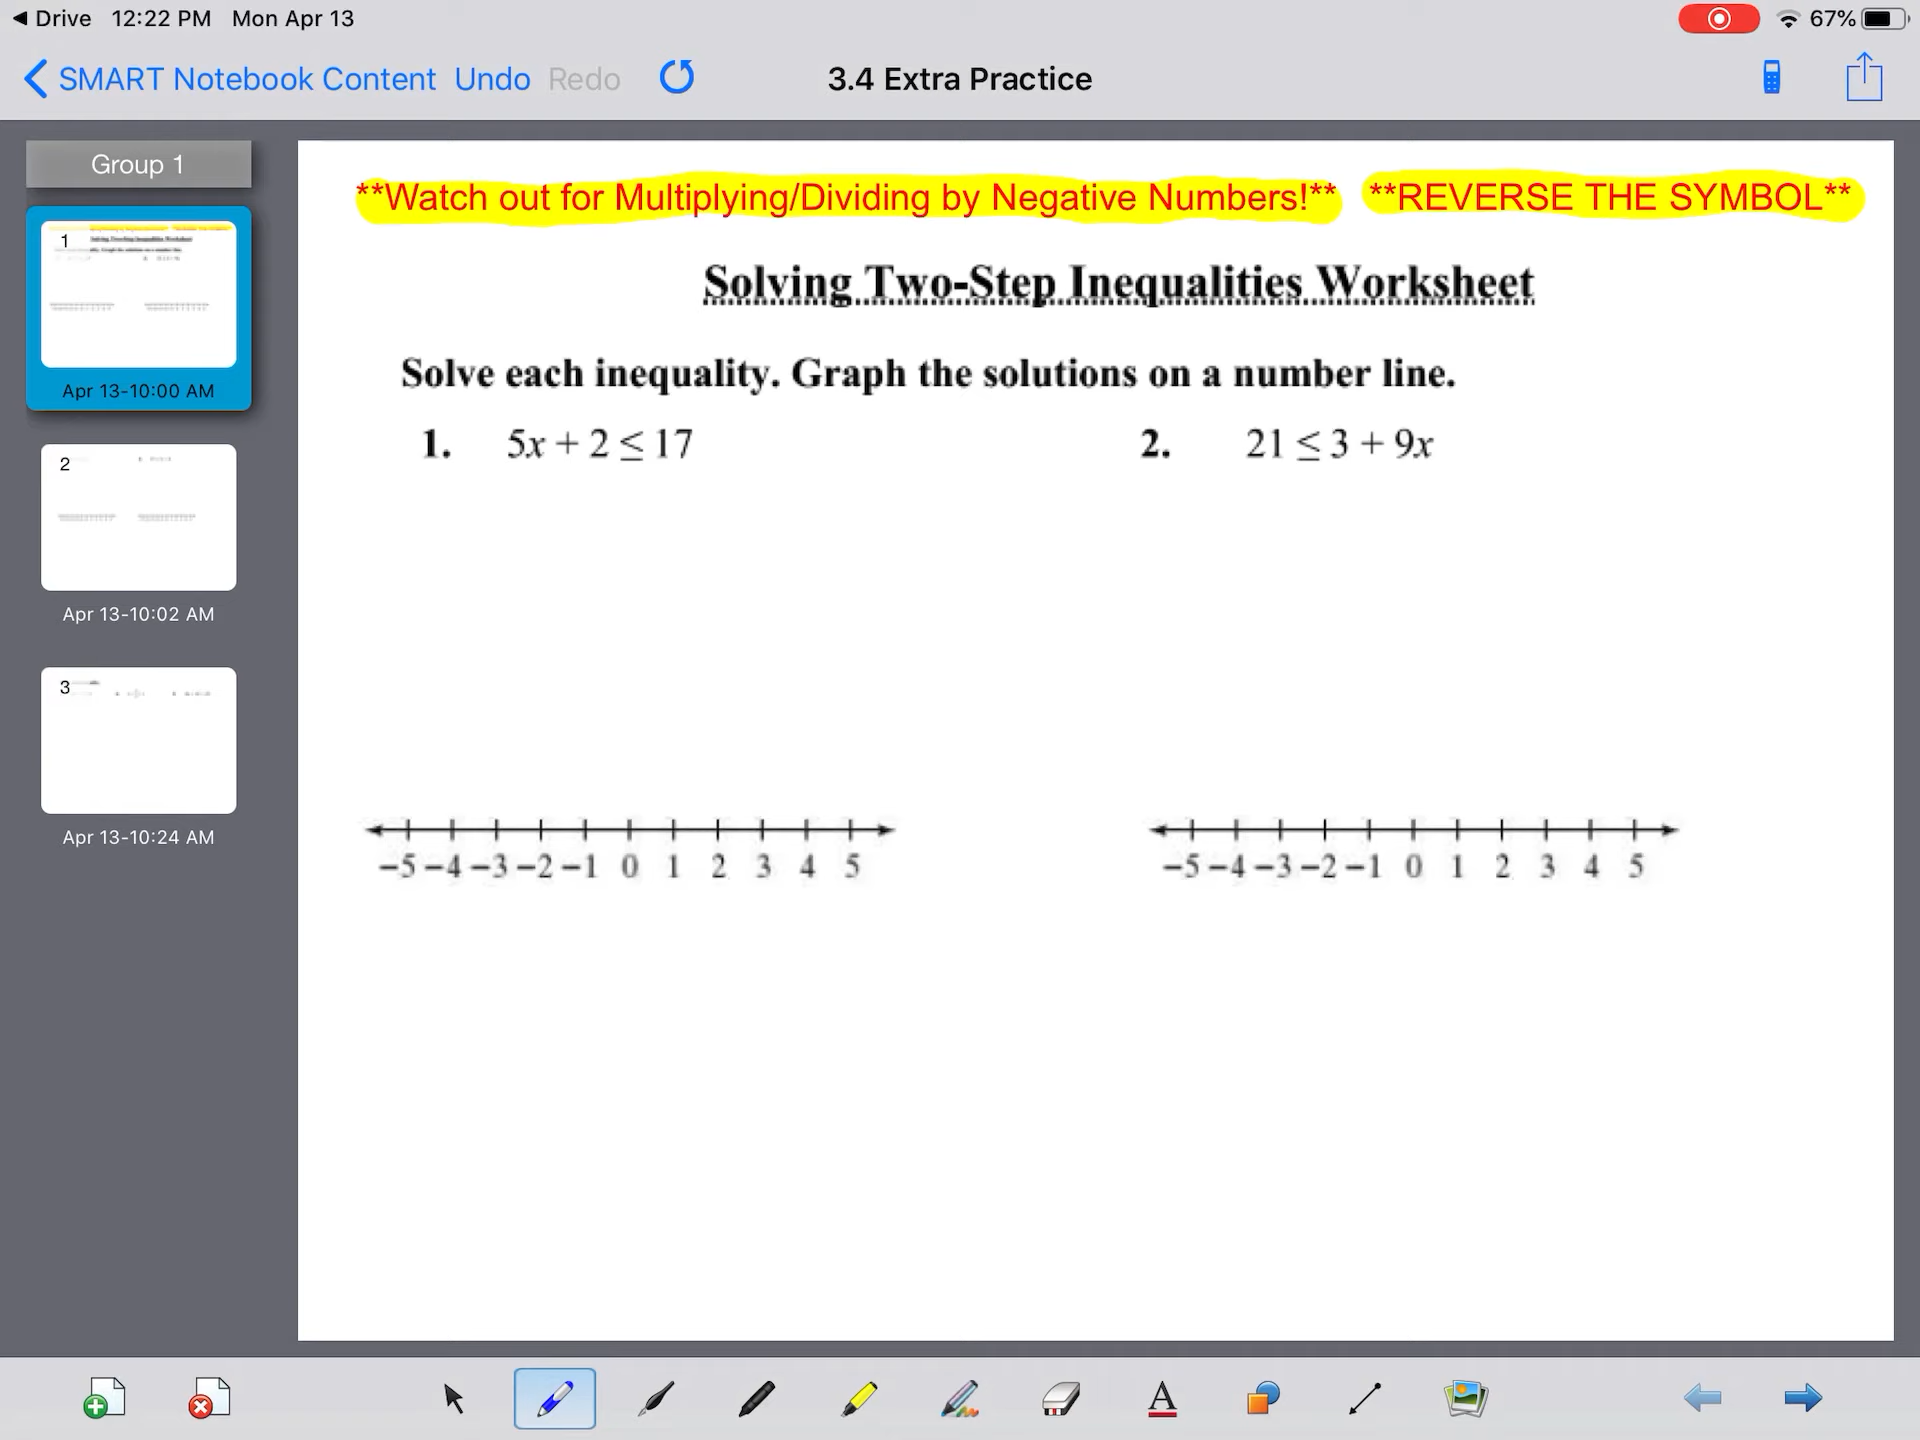 Drive 12:22 PM Mon Apr 13 67%
SMART Notebook Content Undo Redo 3.4 Extra Practice
Group 1
1
Apr 13-10:00 AM
2
Apr 13-10:02 AM
3
Apr 13-10:24 AM
**Watch out for Multiplying/Dividing by Negative Numbers!** **REVERSE THE SYMBOL**
Solving Two-Step Inequalities Worksheet
Solve each inequality. Graph the solutions on a number line.
1. 5x + 2 ≤ 17 2. 21 ≤ 3 + 9x
−5 −4 −3 −2 −1 0 1 2 3 4 5 −5 −4 −3 −2 −1 0 1 2 3 4 5
A